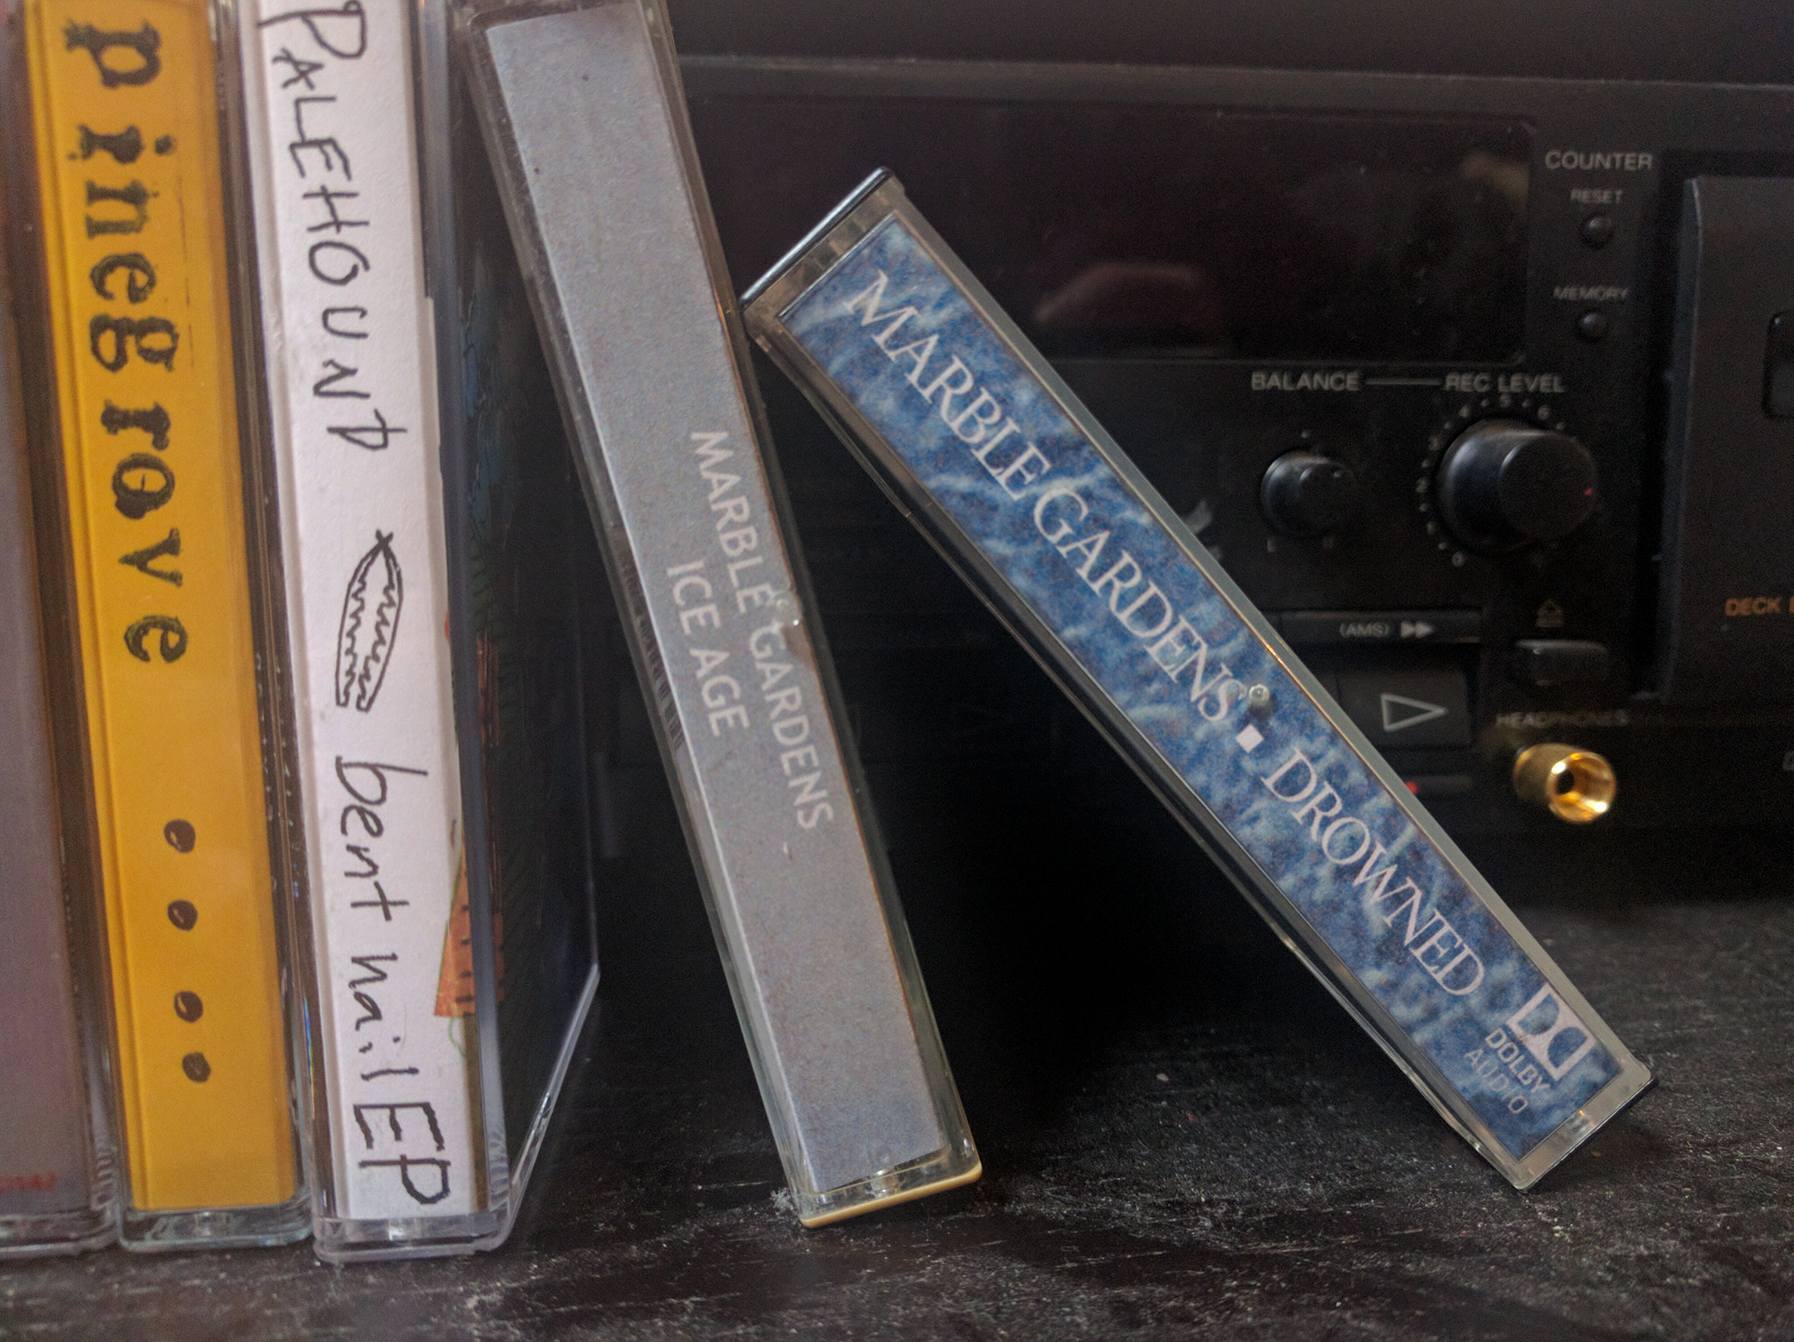 pinegrove
PALEHOUND
bent nail EP
MARBLE GARDENS
ICE AGE
MARBLE GARDENS ▪ DROWNED
DOLBY
AUDIO
COUNTER
RESET
MEMORY
BALANCE
REC LEVEL
(AMS)
DECK
HEADPHONES